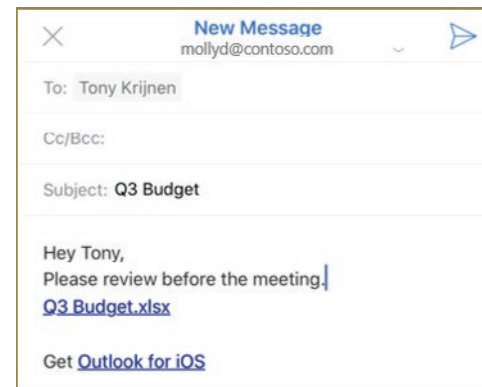 New Message
mollyd@contoso.com
To: Tony Krijnen
Cc/Bcc:
Subject: Q3 Budget
Hey Tony,
Please review before the meeting.
Q3 Budget.xlsx
Get Outlook for iOS